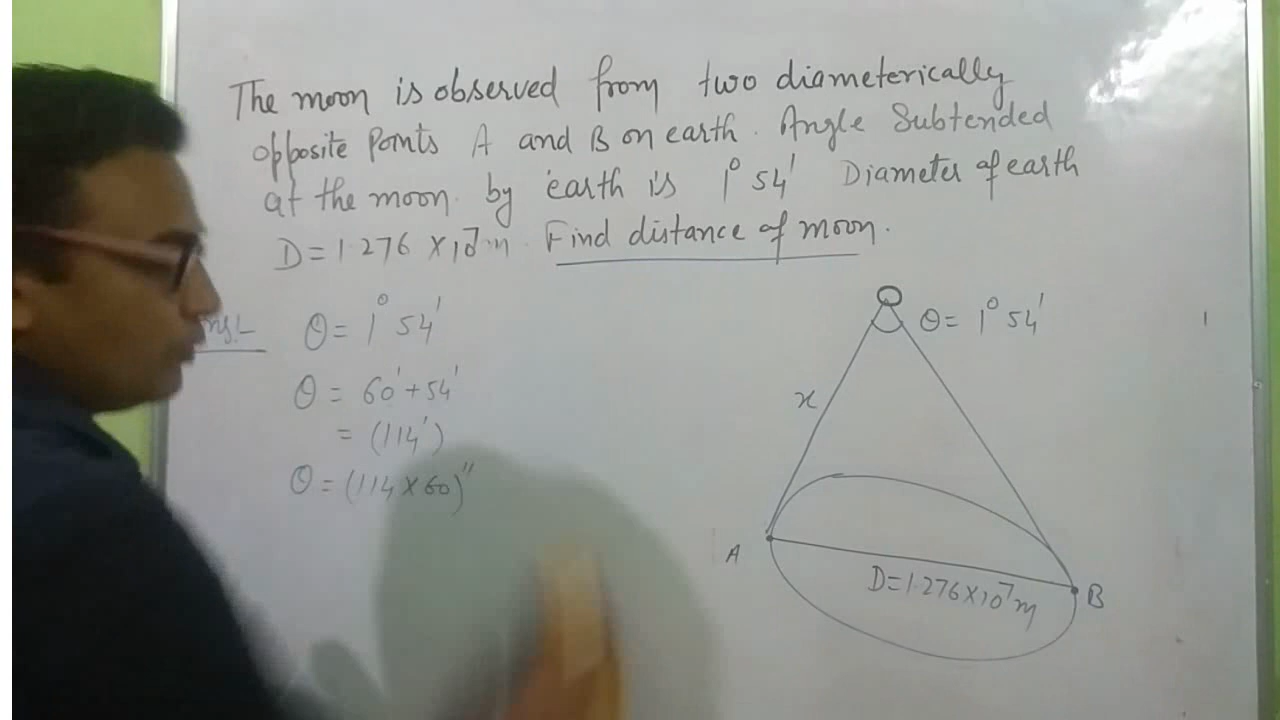 The moon is observed from two diameterically
opposite points A and B on earth. Angle Subtended
at the moon by earth is 1° 54' Diameter of earth
D = 1.276 × 10⁷ m. Find distance of moon.
θ = 1° 54'
θ = 60' + 54'
= (114')
θ = (114 × 60)"
θ = 1° 54'
x
A
D = 1.276 × 10⁷ m
B